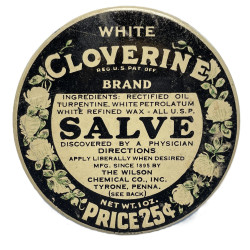 WHITE
CLOVERINE
REG. U.S. PAT. OFF.
BRAND
INGREDIENTS: RECTIFIED OIL
TURPENTINE, WHITE PETROLATUM
WHITE REFINED WAX - ALL U.S.P.
SALVE
DISCOVERED BY A PHYSICIAN
DIRECTIONS
APPLY LIBERALLY WHEN DESIRED
MFG. SINCE 1895 BY
THE WILSON
CHEMICAL CO., INC.
TYRONE, PENNA.
(SEE BACK)
NET WT. 1 OZ.
PRICE 25¢